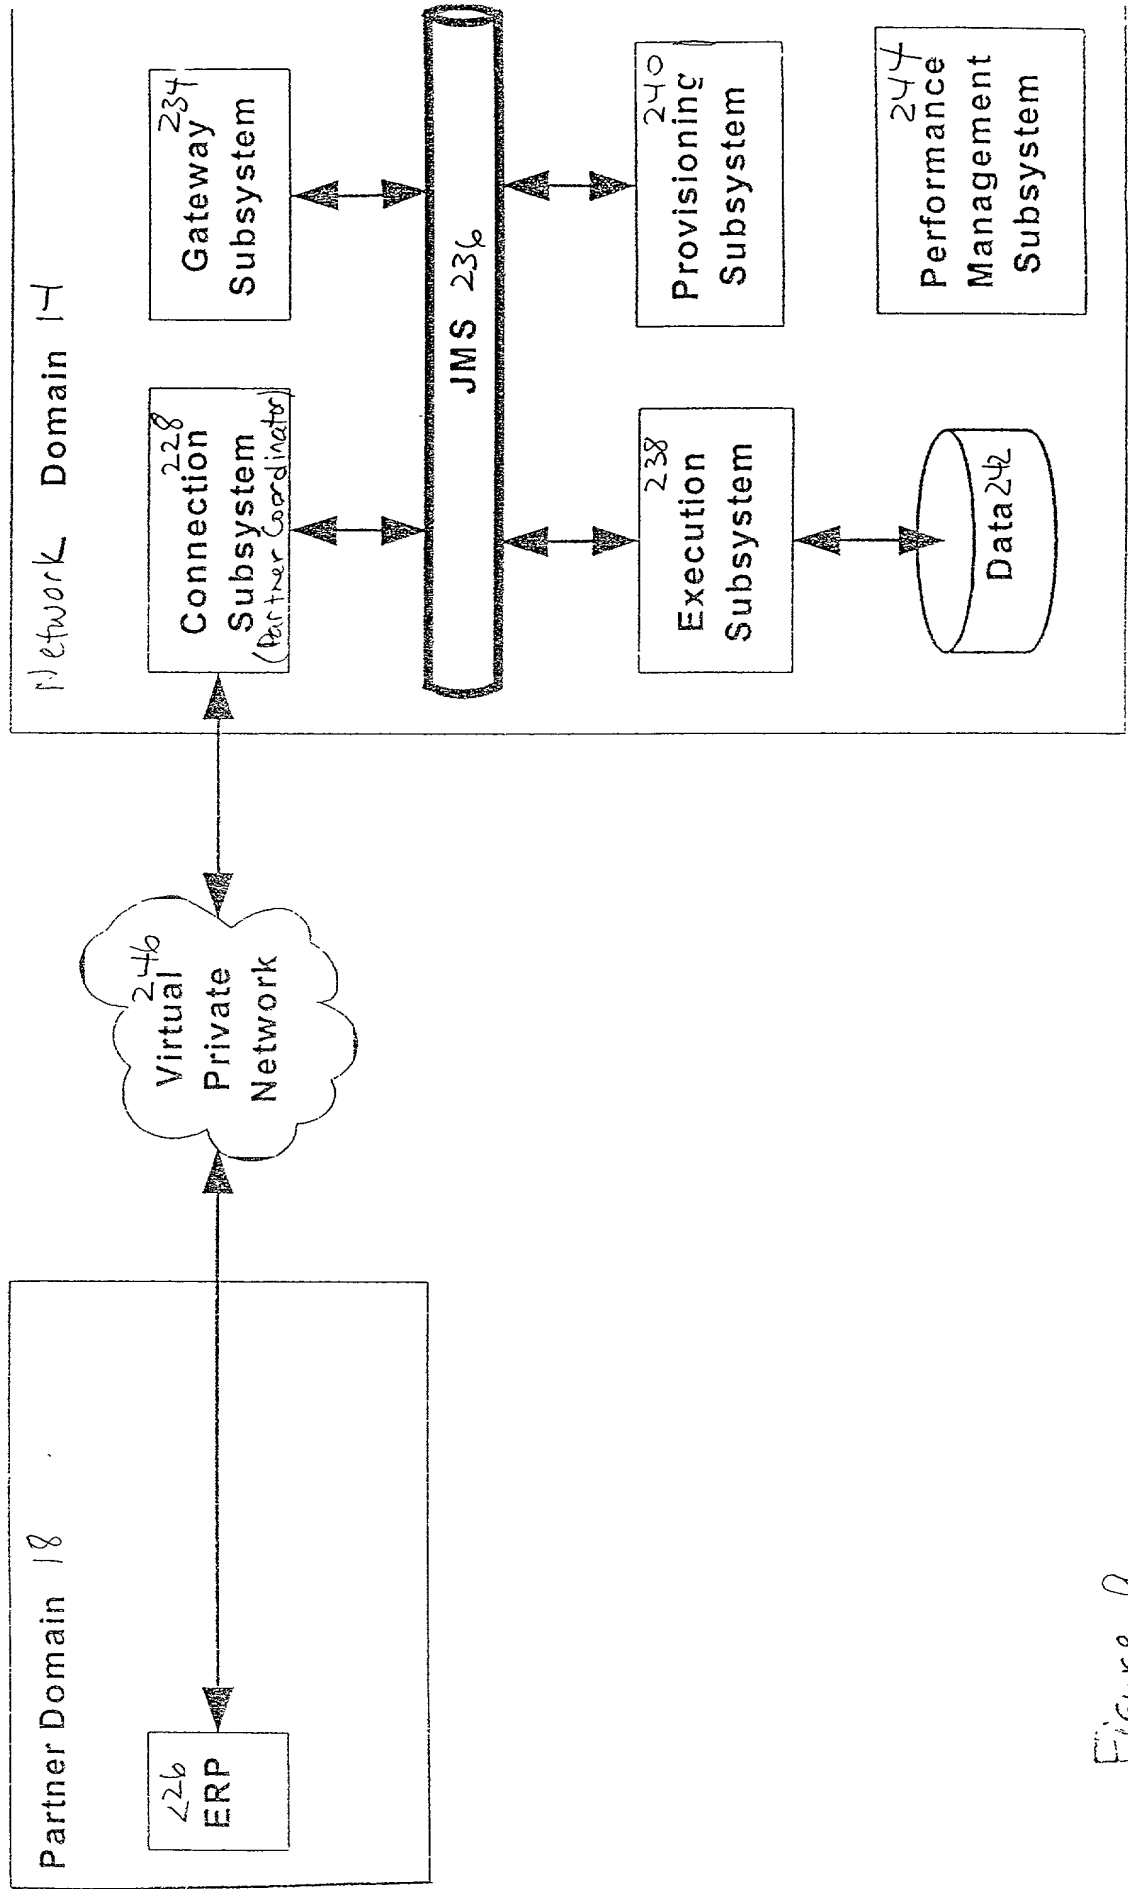 Partner Domain 18
226
ERP
246
Virtual
Private
Network
Network Domain 14
228
Connection
Subsystem
(Partner Coordinator)
234
Gateway
Subsystem
JMS 236
238
Execution
Subsystem
240
Provisioning
Subsystem
Data 242
244
Performance
Management
Subsystem
Figure